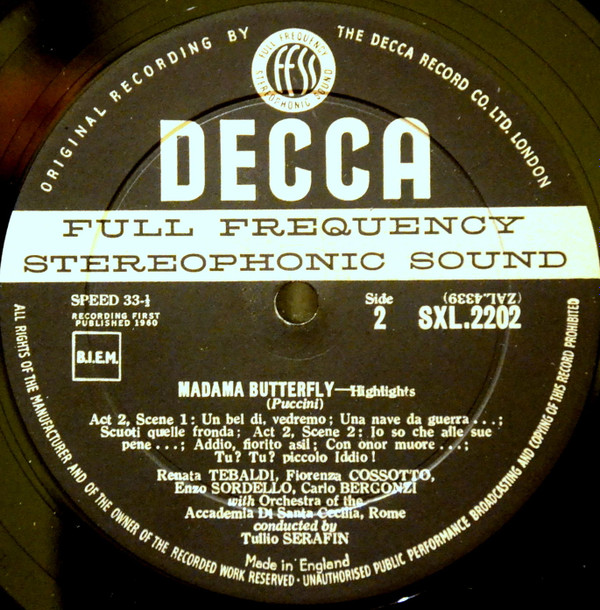 ORIGINAL RECORDING BY
THE DECCA RECORD CO. LTD. LONDON
FULL FREQUENCY
ffss
STEREOPHONIC SOUND
DECCA
FULL FREQUENCY
STEREOPHONIC SOUND
SPEED 33-⅓
RECORDING FIRST
PUBLISHED 1960
B.I.E.M.
Side
2
(ZAL.4339)
SXL.2202
MADAMA BUTTERFLY—Highlights
(Puccini)
Act 2, Scene 1: Un bel di, vedremo; Una nave da guerra...;
Scuoti quelle fronda; Act 2, Scene 2: Io so che alle sue
pene...; Addio, fiorito asil; Con onor muore...;
Tu? Tu? piccolo Iddio!
Renata TEBALDI, Fiorenza COSSOTTO,
Enzo SORDELLO, Carlo BERGONZI
with Orchestra of the
Accademia Di Santa Cecilia, Rome
conducted by
Tullio SERAFIN
Made in England
ALL RIGHTS OF THE MANUFACTURER AND OF THE OWNER OF THE RECORDED WORK RESERVED · UNAUTHORISED PUBLIC PERFORMANCE BROADCASTING AND COPYING OF THIS RECORD PROHIBITED